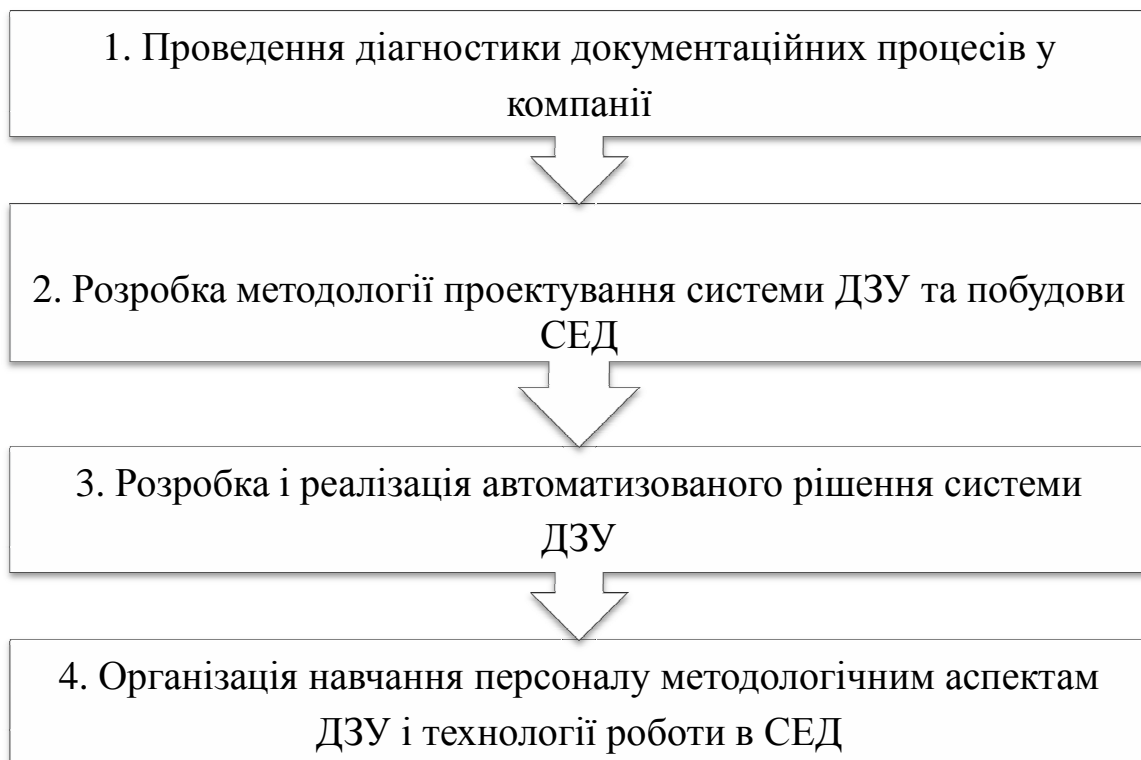 1. Проведення діагностики документаційних процесів у
компанії
2. Розробка методології проектування системи ДЗУ та побудови
СЕД
3. Розробка і реалізація автоматизованого рішення системи
ДЗУ
4. Організація навчання персоналу методологічним аспектам
ДЗУ і технології роботи в СЕД